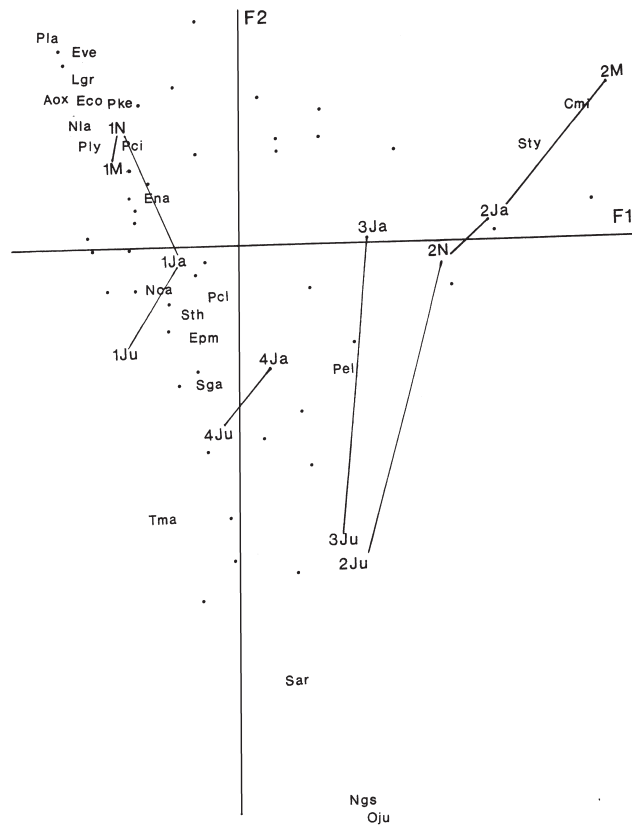 F2
Pla
Eve
2M
Lgr
Aox Eco Pke
Cmi
Nla 1N
Ply Pci
Sty
1M
Ena
2Ja
F1
3Ja
2N
1Ja
Nca Pcl
Sth
Epm
1Ju
4Ja
Pel
Sga
4Ju
Tma
3Ju
2Ju
Sar
Ngs
Oju